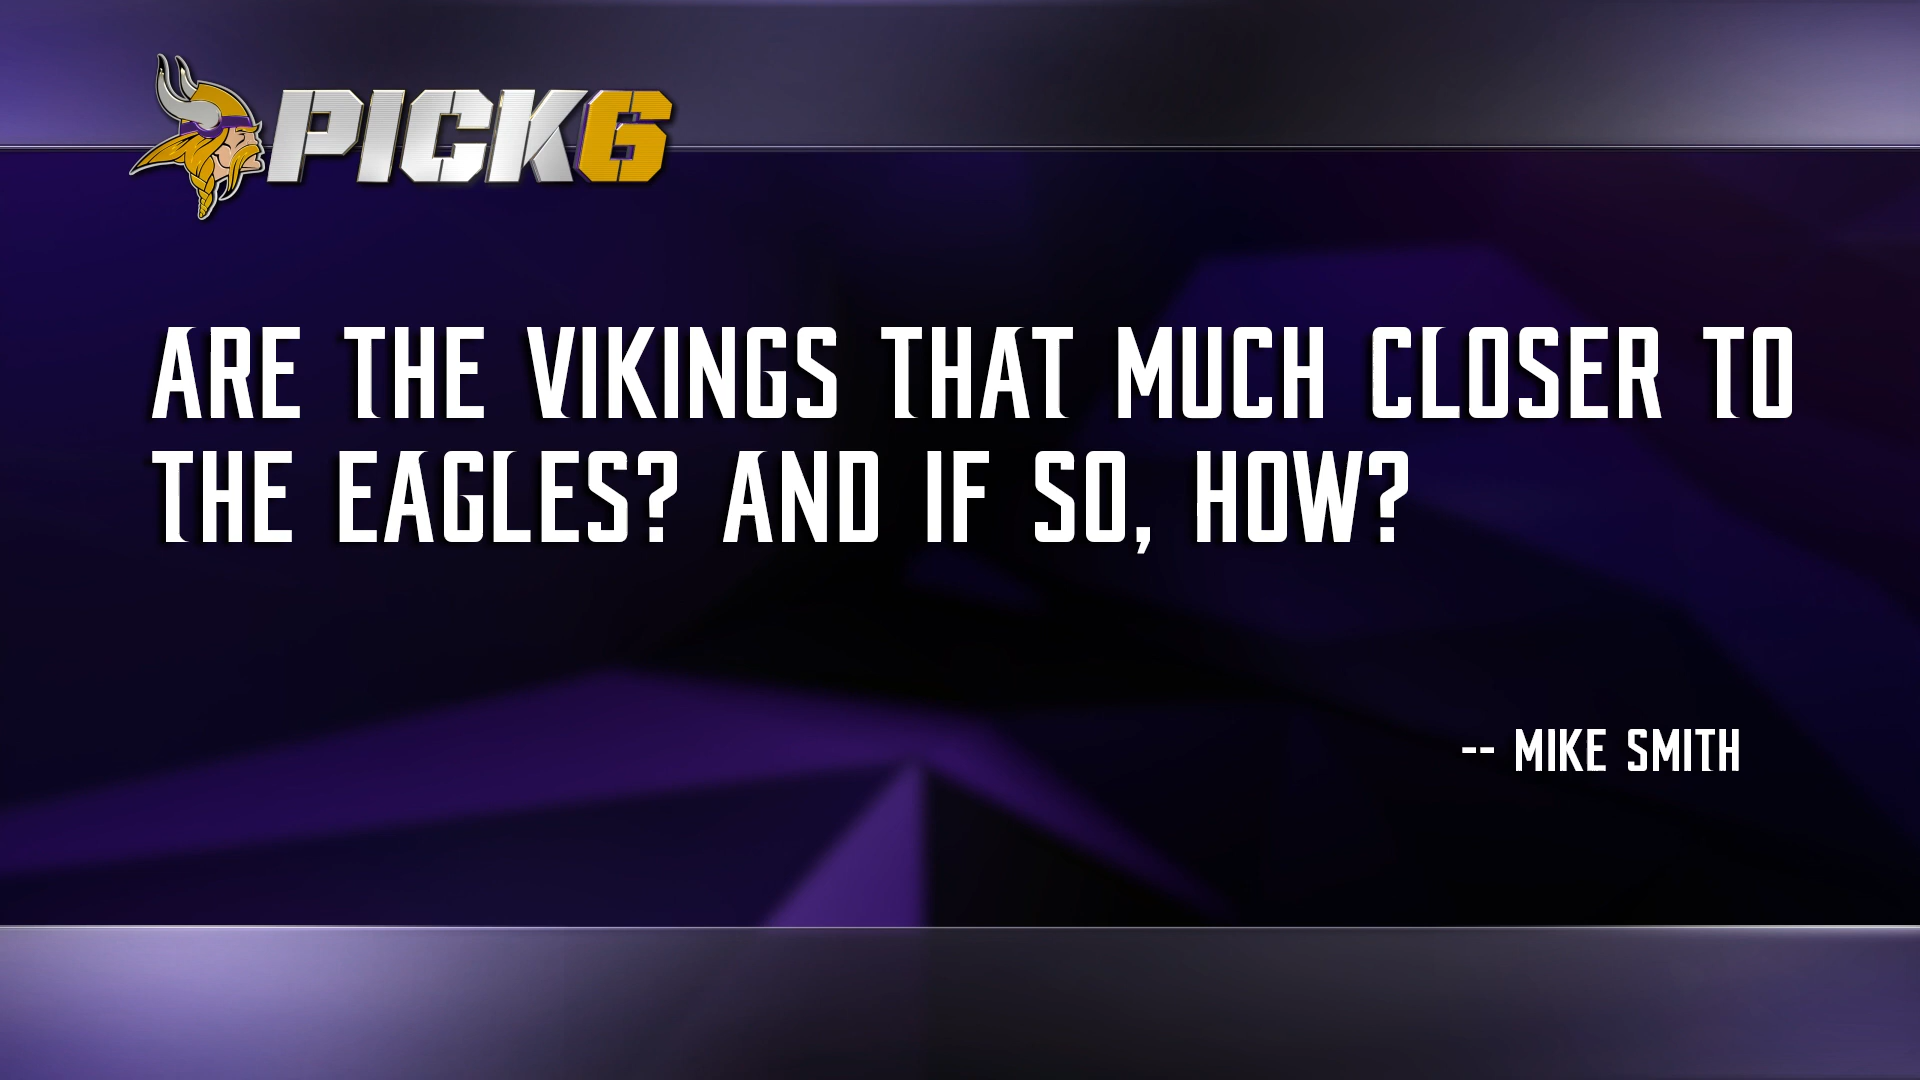 PICK6
ARE THE VIKINGS THAT MUCH CLOSER TO
THE EAGLES? AND IF SO, HOW?
-- MIKE SMITH